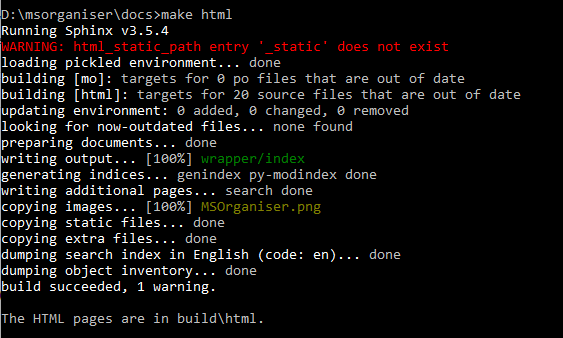 D:\msorganiser\docs>make html
Running Sphinx v3.5.4
WARNING: html_static_path entry '_static' does not exist
loading pickled environment... done
building [mo]: targets for 0 po files that are out of date
building [html]: targets for 20 source files that are out of date
updating environment: 0 added, 0 changed, 0 removed
looking for now-outdated files... none found
preparing documents... done
writing output... [100%] wrapper/index
generating indices... genindex py-modindex done
writing additional pages... search done
copying images... [100%] MSOrganiser.png
copying static files... done
copying extra files... done
dumping search index in English (code: en)... done
dumping object inventory... done
build succeeded, 1 warning.
The HTML pages are in build\html.